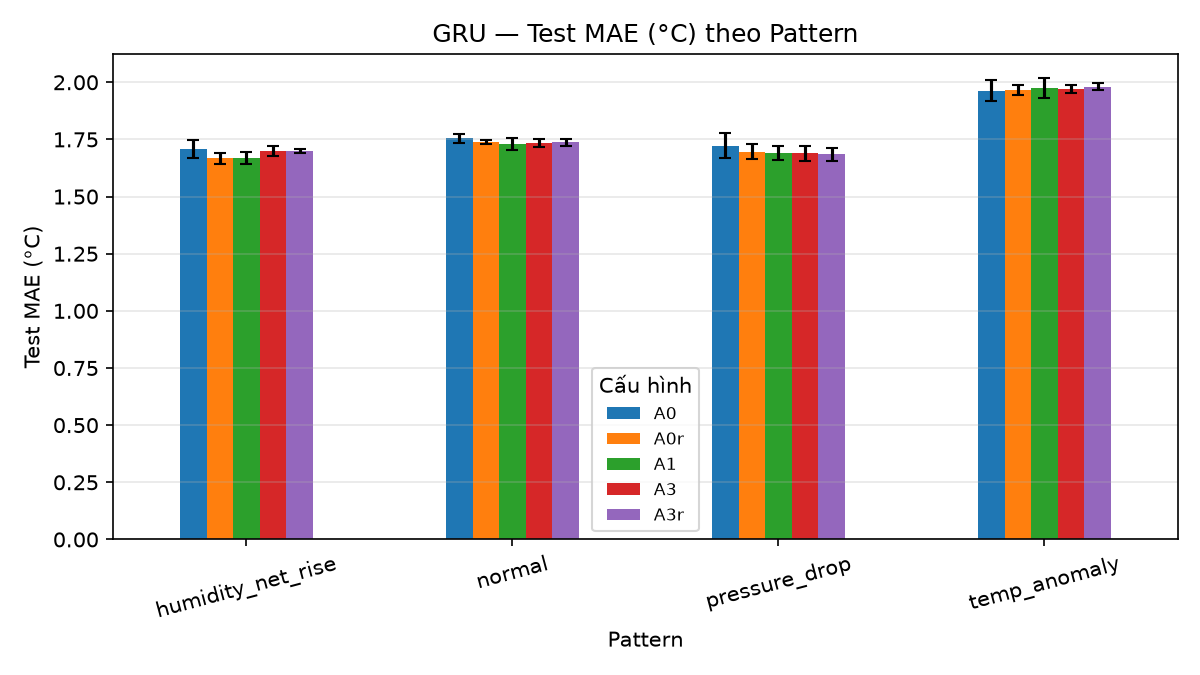 GRU — Test MAE (°C) theo Pattern
Test MAE (°C)
2.00
1.75
1.50
1.25
1.00
0.75
0.50
0.25
0.00
Cấu hình
A0
A0r
A1
A3
A3r
humidity_net_rise
normal
pressure_drop
temp_anomaly
Pattern